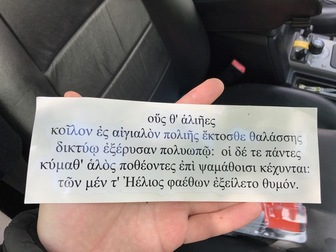 οὕς θ' ἁλιῆες
κοῖλον ἐς αἰγιαλὸν πολιῆς ἔκτοσθε θαλάσσης
δικτύῳ ἐξέρυσαν πολυωπῷ: οἱ δέ τε πάντες
κύμαθ' ἁλὸς ποθέοντες ἐπὶ ψαμάθοισι κέχυνται:
τῶν μέν τ' Ἠέλιος φαέθων ἐξείλετο θυμόν.